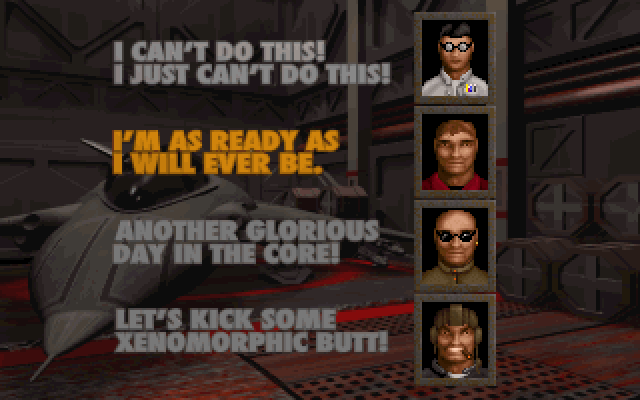 I CAN'T DO THIS!
I JUST CAN'T DO THIS!
I'M AS READY AS
I WILL EVER BE.
ANOTHER GLORIOUS
DAY IN THE CORE!
LET'S KICK SOME
XENOMORPHIC BUTT!